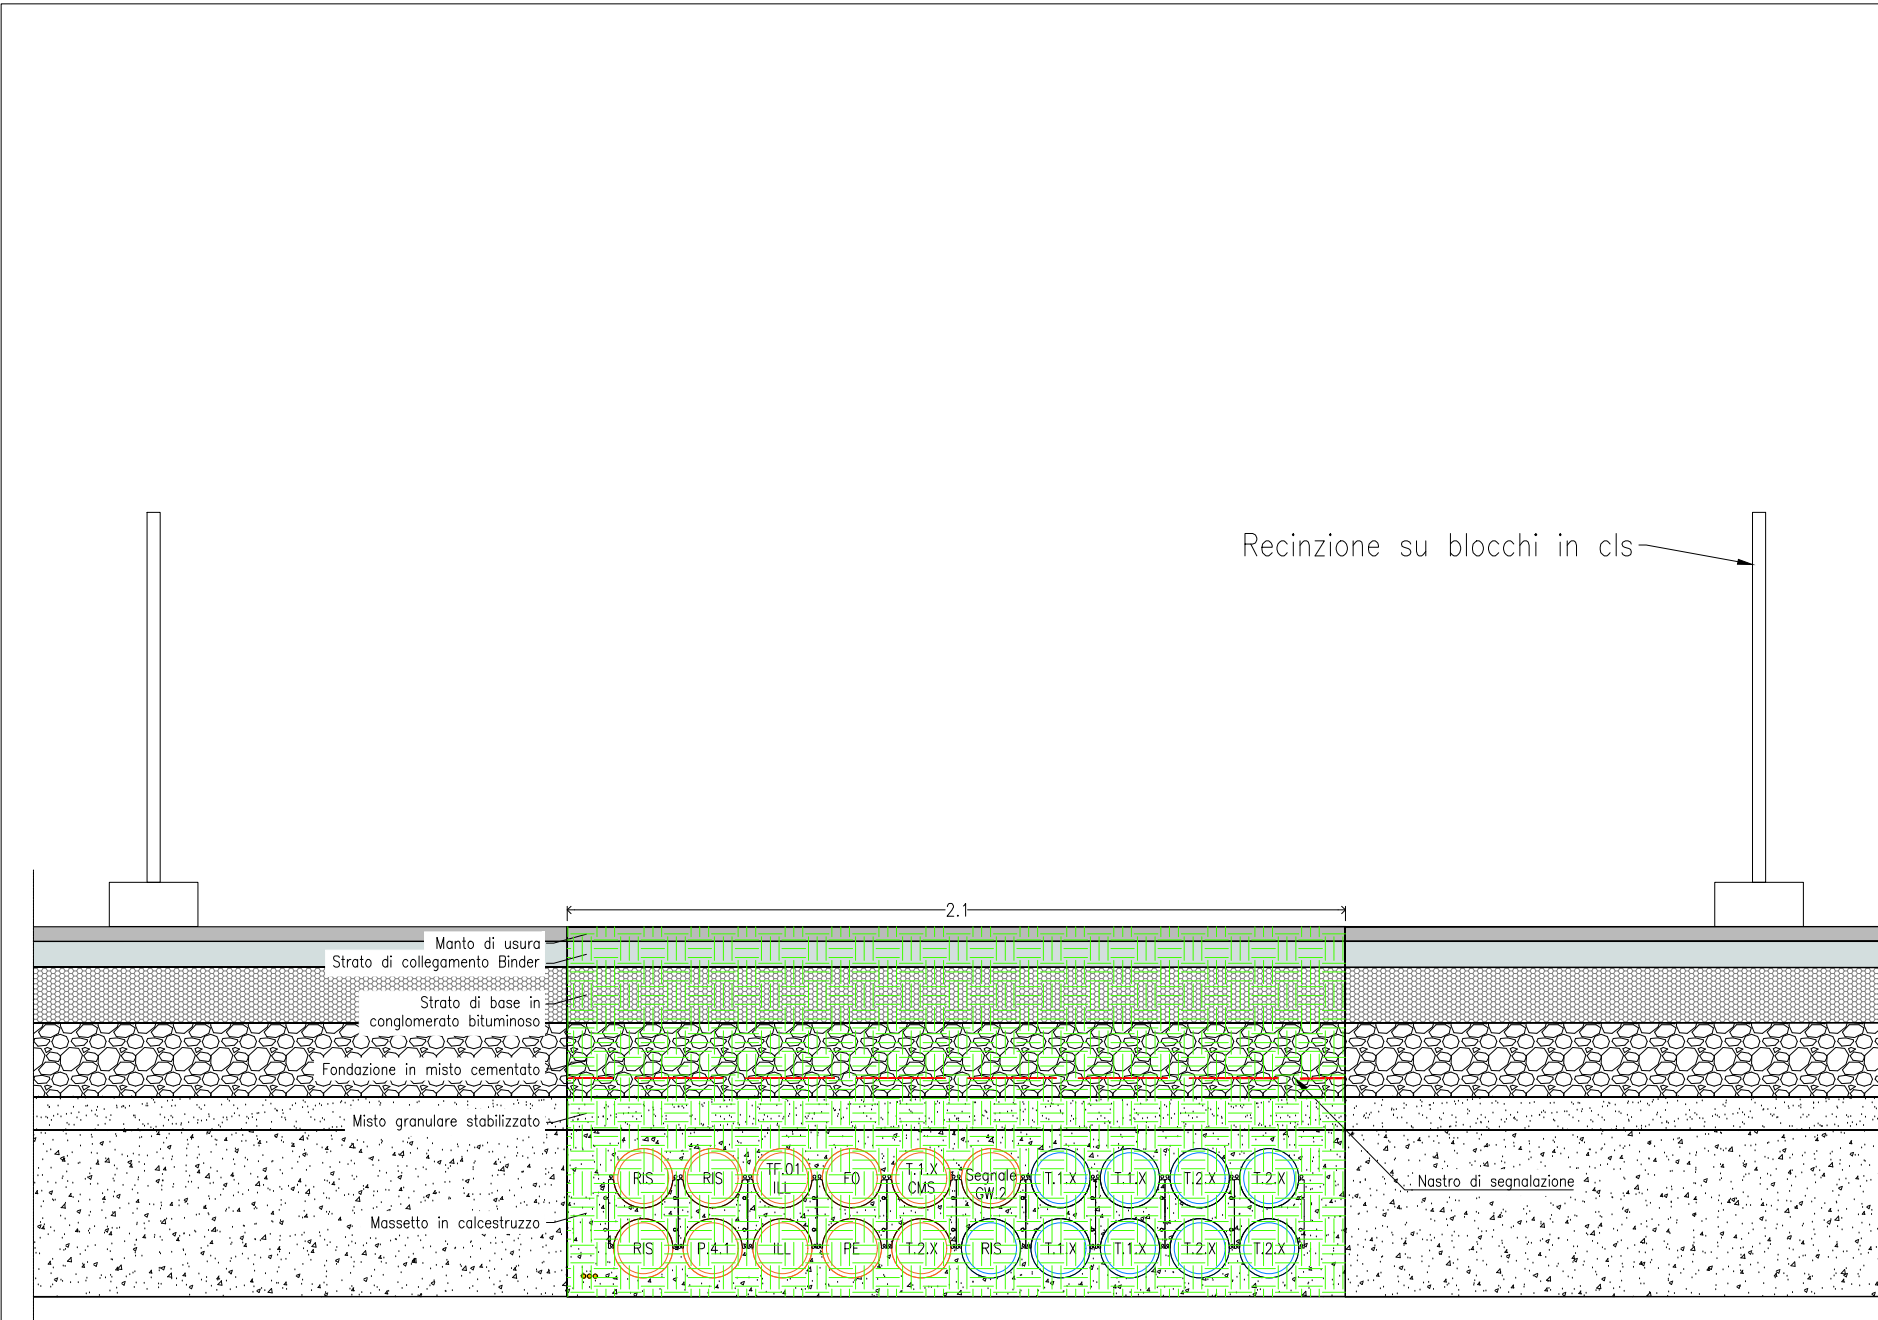 Recinzione su blocchi in cls
2.1
Manto di usura
Strato di collegamento Binder
Strato di base in
conglomerato bituminoso
Fondazione in misto cementato
Misto granulare stabilizzato
Massetto in calcestruzzo
Nastro di segnalazione
RIS
RIS
TF.01
ILL
FO
T.1.X
CMS
Segnale
GW.2
T.1.X
T.1.X
T.2.X
T.2.X
RIS
P.4.1
ILL
PE
T.2.X
RIS
T.1.X
T.1.X
T.2.X
T.2.X